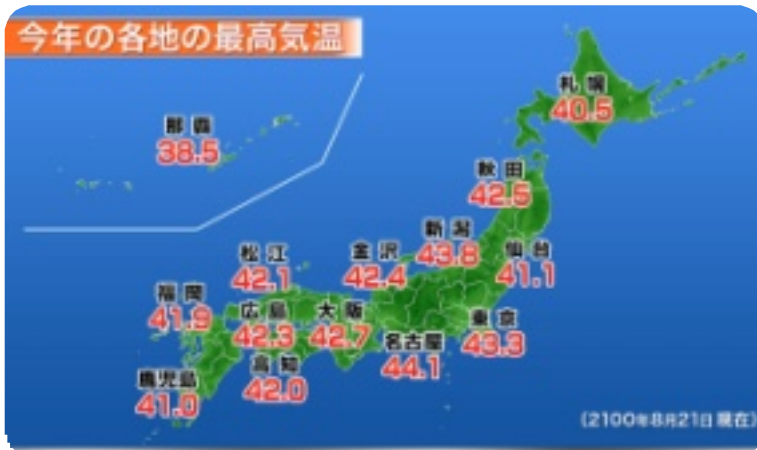 今年の各地の最高気温
札幌
40.5
那覇
38.5
秋田
42.5
新潟
43.8
仙台
41.1
金沢
42.4
松江
42.1
福岡
41.9
広島
42.3
大阪
42.7
東京
43.3
名古屋
44.1
高知
42.0
鹿児島
41.0
(2100年8月21日現在)